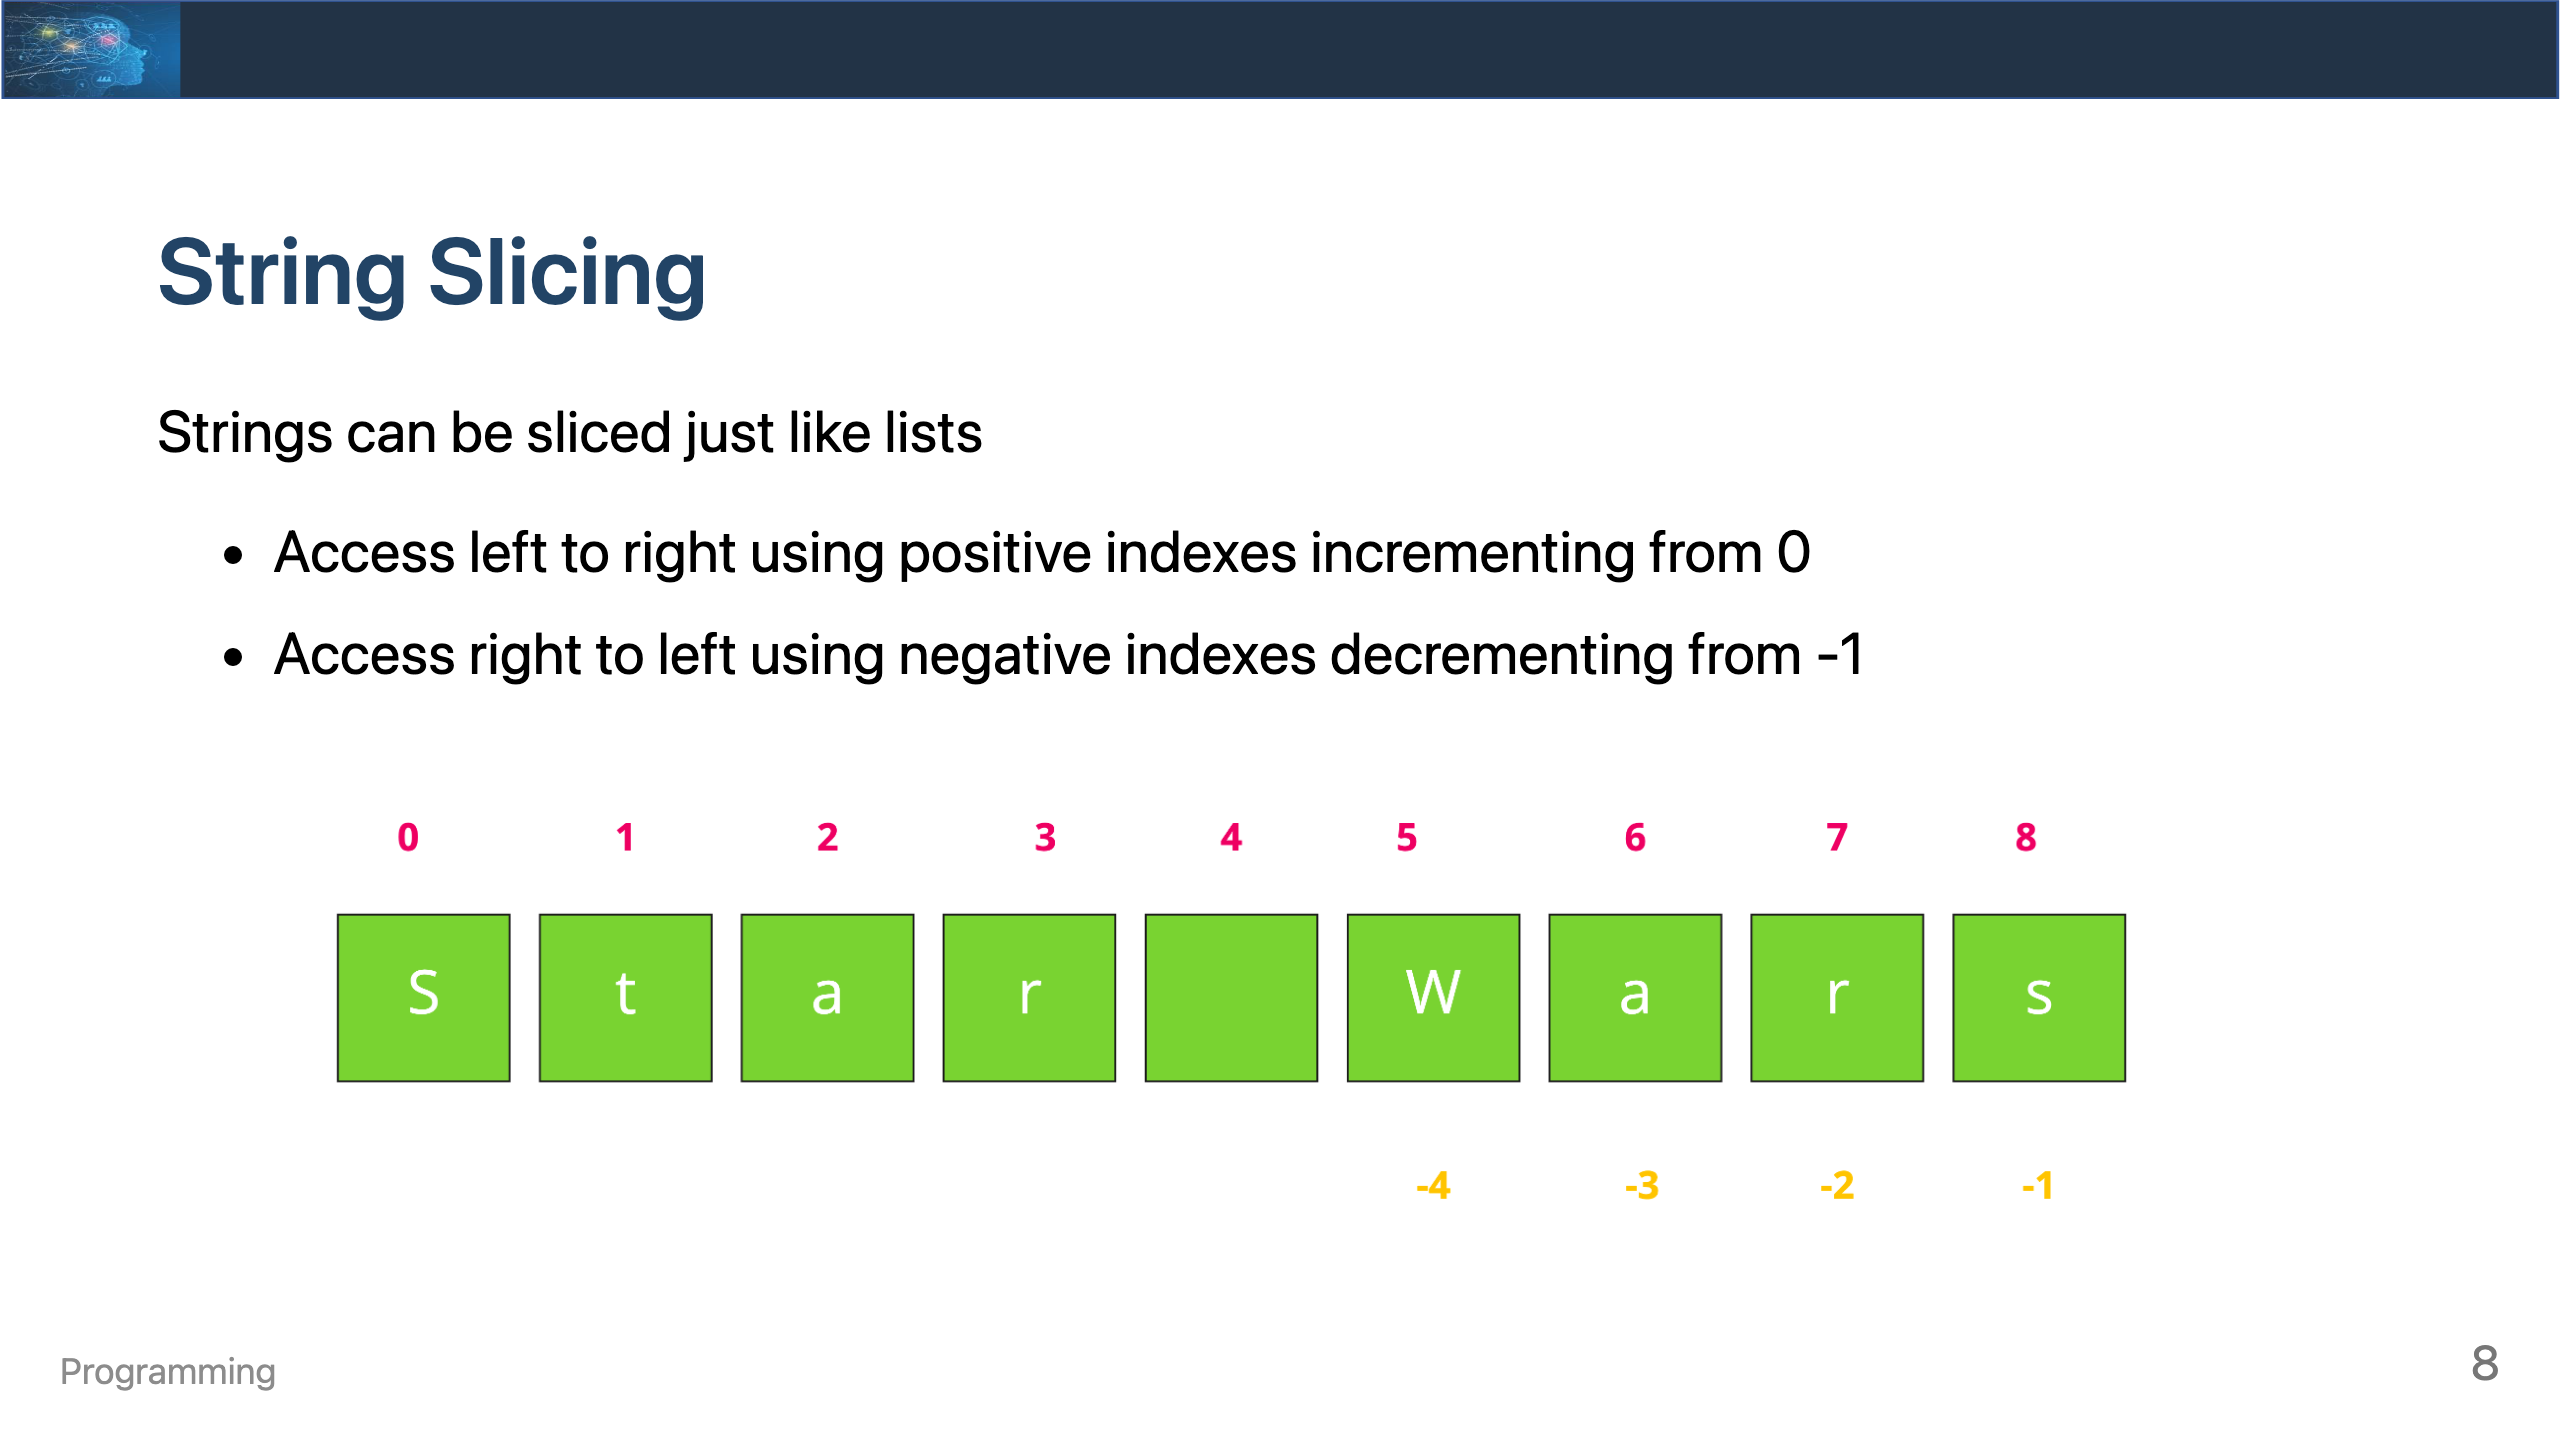 String Slicing
Strings can be sliced just like lists
• Access left to right using positive indexes incrementing from 0
• Access right to left using negative indexes decrementing from -1
0 1 2 3 4 5 6 7 8
S t a r W a r s
-4 -3 -2 -1
Programming 8